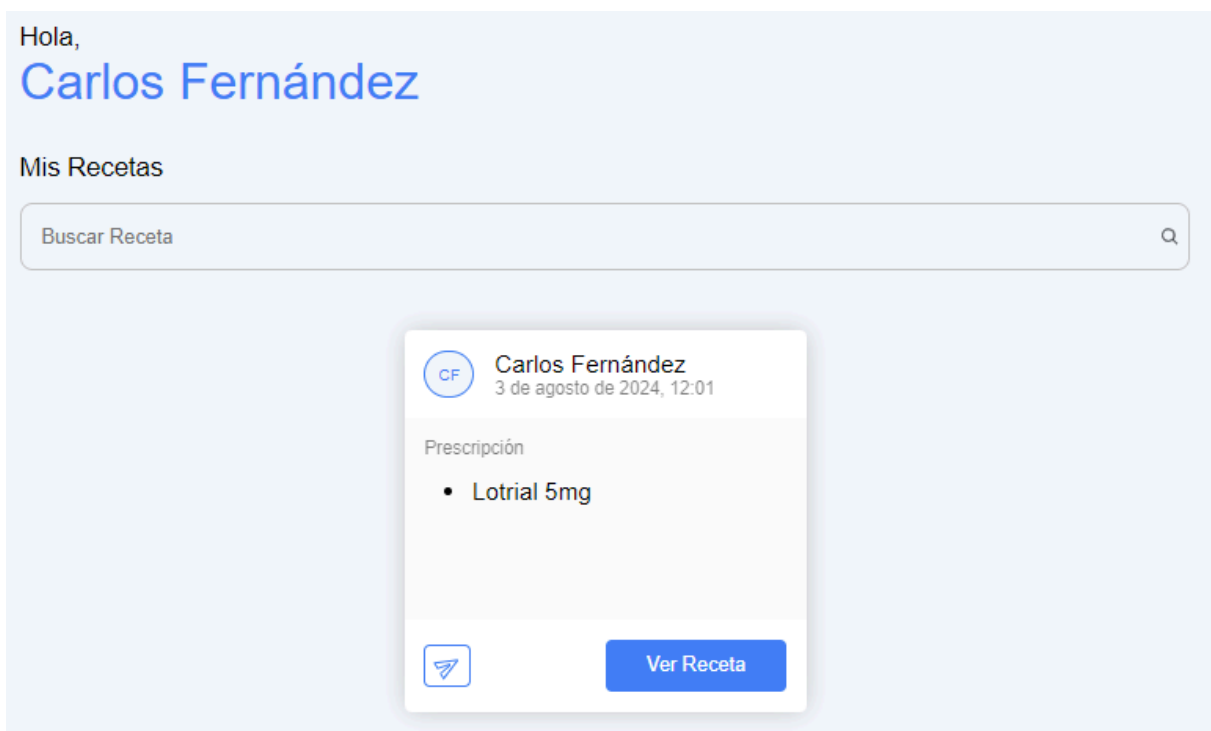 Hola,
Carlos Fernández
Mis Recetas
Buscar Receta
CF
Carlos Fernández
3 de agosto de 2024, 12:01
Prescripción
• Lotrial 5mg
Ver Receta